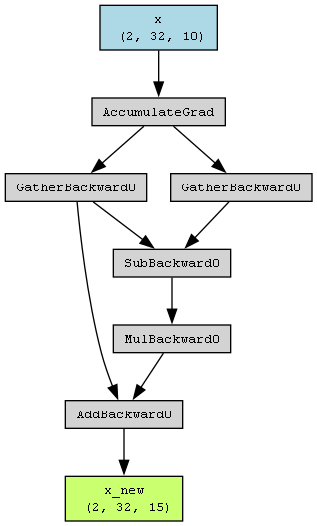 x
(2, 32, 10)
AccumulateGrad
GatherBackward0
GatherBackward0
SubBackward0
MulBackward0
AddBackward0
x_new
(2, 32, 15)